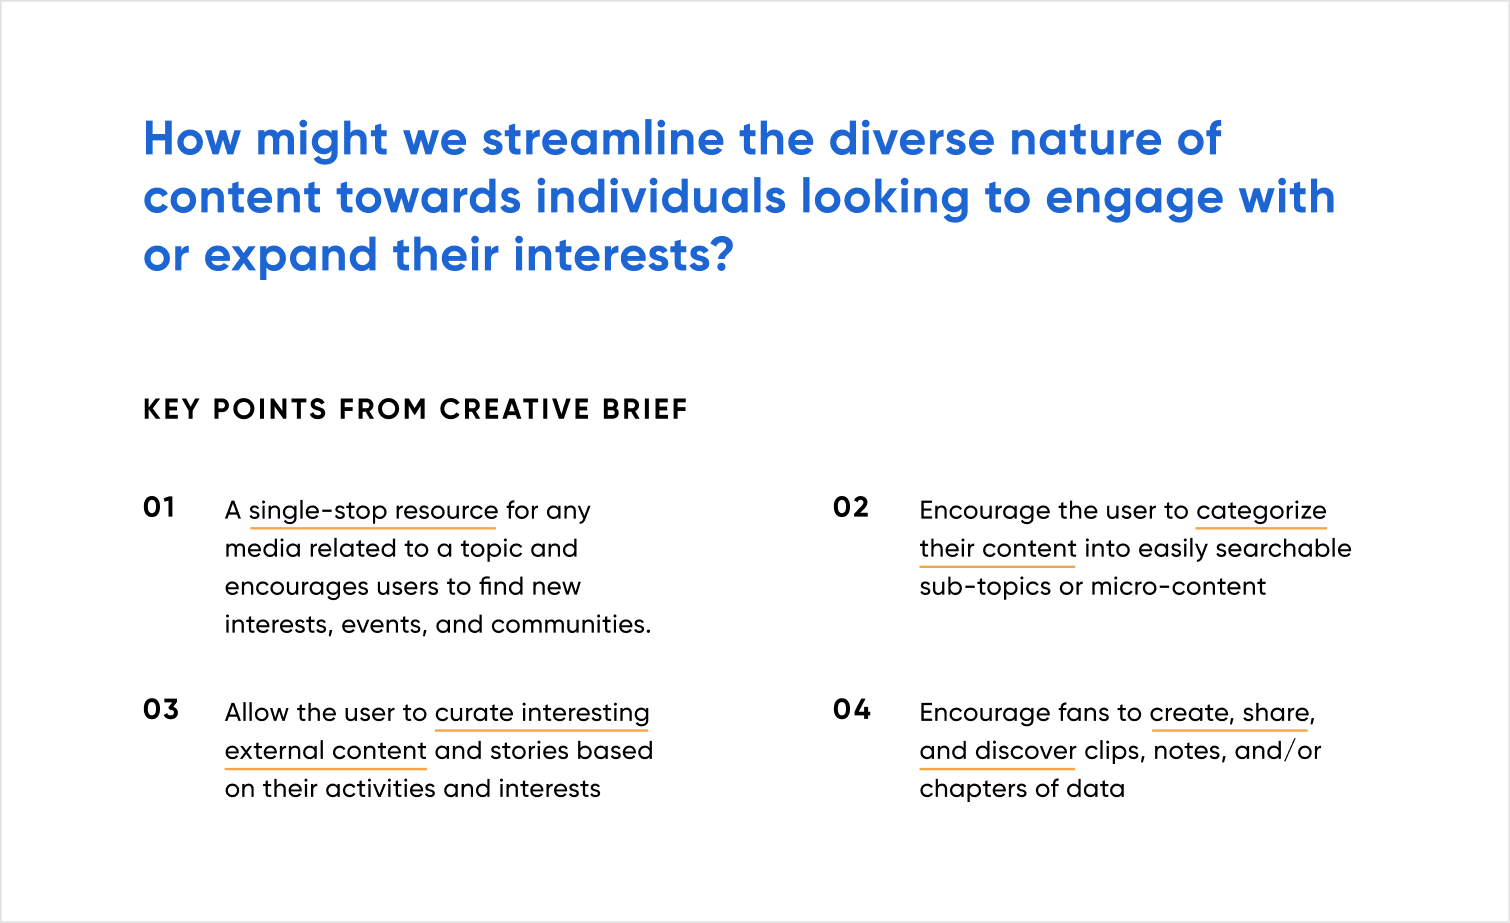 How might we streamline the diverse nature of
content towards individuals looking to engage with
or expand their interests?
KEY POINTS FROM CREATIVE BRIEF
01
A single-stop resource for any
media related to a topic and
encourages users to find new
interests, events, and communities.
02
Encourage the user to categorize
their content into easily searchable
sub-topics or micro-content
03
Allow the user to curate interesting
external content and stories based
on their activities and interests
04
Encourage fans to create, share,
and discover clips, notes, and/or
chapters of data